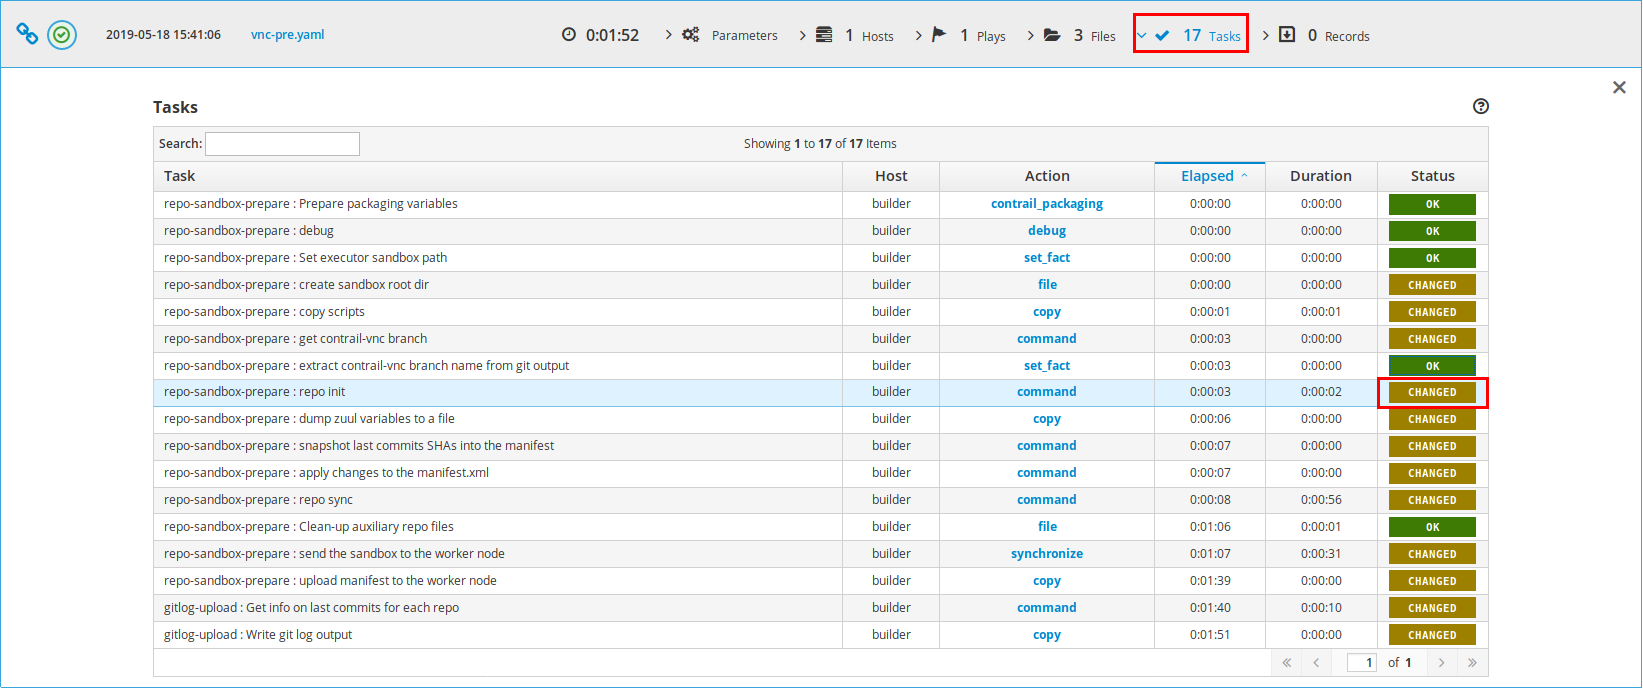 2019-05-18 15:41:06 vnc-pre.yaml 0:01:52 Parameters 1 Hosts 1 Plays 3 Files 17 Tasks 0 Records
Tasks
Search: Showing 1 to 17 of 17 Items
Task Host Action Elapsed Duration Status
repo-sandbox-prepare : Prepare packaging variables builder contrail_packaging 0:00:00 0:00:00 OK
repo-sandbox-prepare : debug builder debug 0:00:00 0:00:00 OK
repo-sandbox-prepare : Set executor sandbox path builder set_fact 0:00:00 0:00:00 OK
repo-sandbox-prepare : create sandbox root dir builder file 0:00:00 0:00:00 CHANGED
repo-sandbox-prepare : copy scripts builder copy 0:00:01 0:00:01 CHANGED
repo-sandbox-prepare : get contrail-vnc branch builder command 0:00:03 0:00:00 CHANGED
repo-sandbox-prepare : extract contrail-vnc branch name from git output builder set_fact 0:00:03 0:00:00 OK
repo-sandbox-prepare : repo init builder command 0:00:03 0:00:02 CHANGED
repo-sandbox-prepare : dump zuul variables to a file builder copy 0:00:06 0:00:00 CHANGED
repo-sandbox-prepare : snapshot last commits SHAs into the manifest builder command 0:00:07 0:00:00 CHANGED
repo-sandbox-prepare : apply changes to the manifest.xml builder command 0:00:07 0:00:00 CHANGED
repo-sandbox-prepare : repo sync builder command 0:00:08 0:00:56 CHANGED
repo-sandbox-prepare : Clean-up auxiliary repo files builder file 0:01:06 0:00:01 OK
repo-sandbox-prepare : send the sandbox to the worker node builder synchronize 0:01:07 0:00:31 CHANGED
repo-sandbox-prepare : upload manifest to the worker node builder copy 0:01:39 0:00:00 CHANGED
gitlog-upload : Get info on last commits for each repo builder command 0:01:40 0:00:10 CHANGED
gitlog-upload : Write git log output builder copy 0:01:51 0:00:00 CHANGED
1 of 1